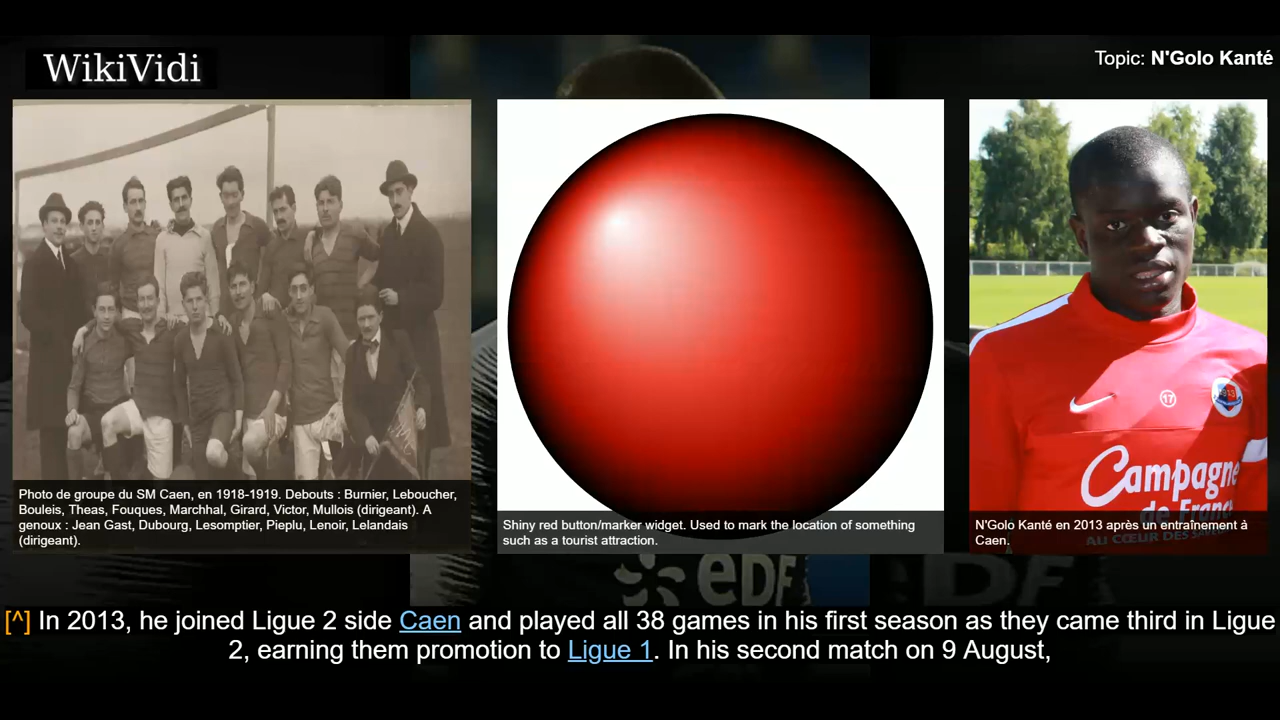 WikiVidi
Topic: N'Golo Kanté
Photo de groupe du SM Caen, en 1918-1919. Debouts : Burnier, Leboucher,
Bouleis, Theas, Fouques, Marchhal, Girard, Victor, Mullois (dirigeant). A
genoux : Jean Gast, Dubourg, Lesomptier, Pieplu, Lenoir, Lelandais
(dirigeant).
Shiny red button/marker widget. Used to mark the location of something
such as a tourist attraction.
17
1913
Campagne
de France
N'Golo Kanté en 2013 après un entraînement à
Caen.
eDF
[^] In 2013, he joined Ligue 2 side Caen and played all 38 games in his first season as they came third in Ligue
2, earning them promotion to Ligue 1. In his second match on 9 August,